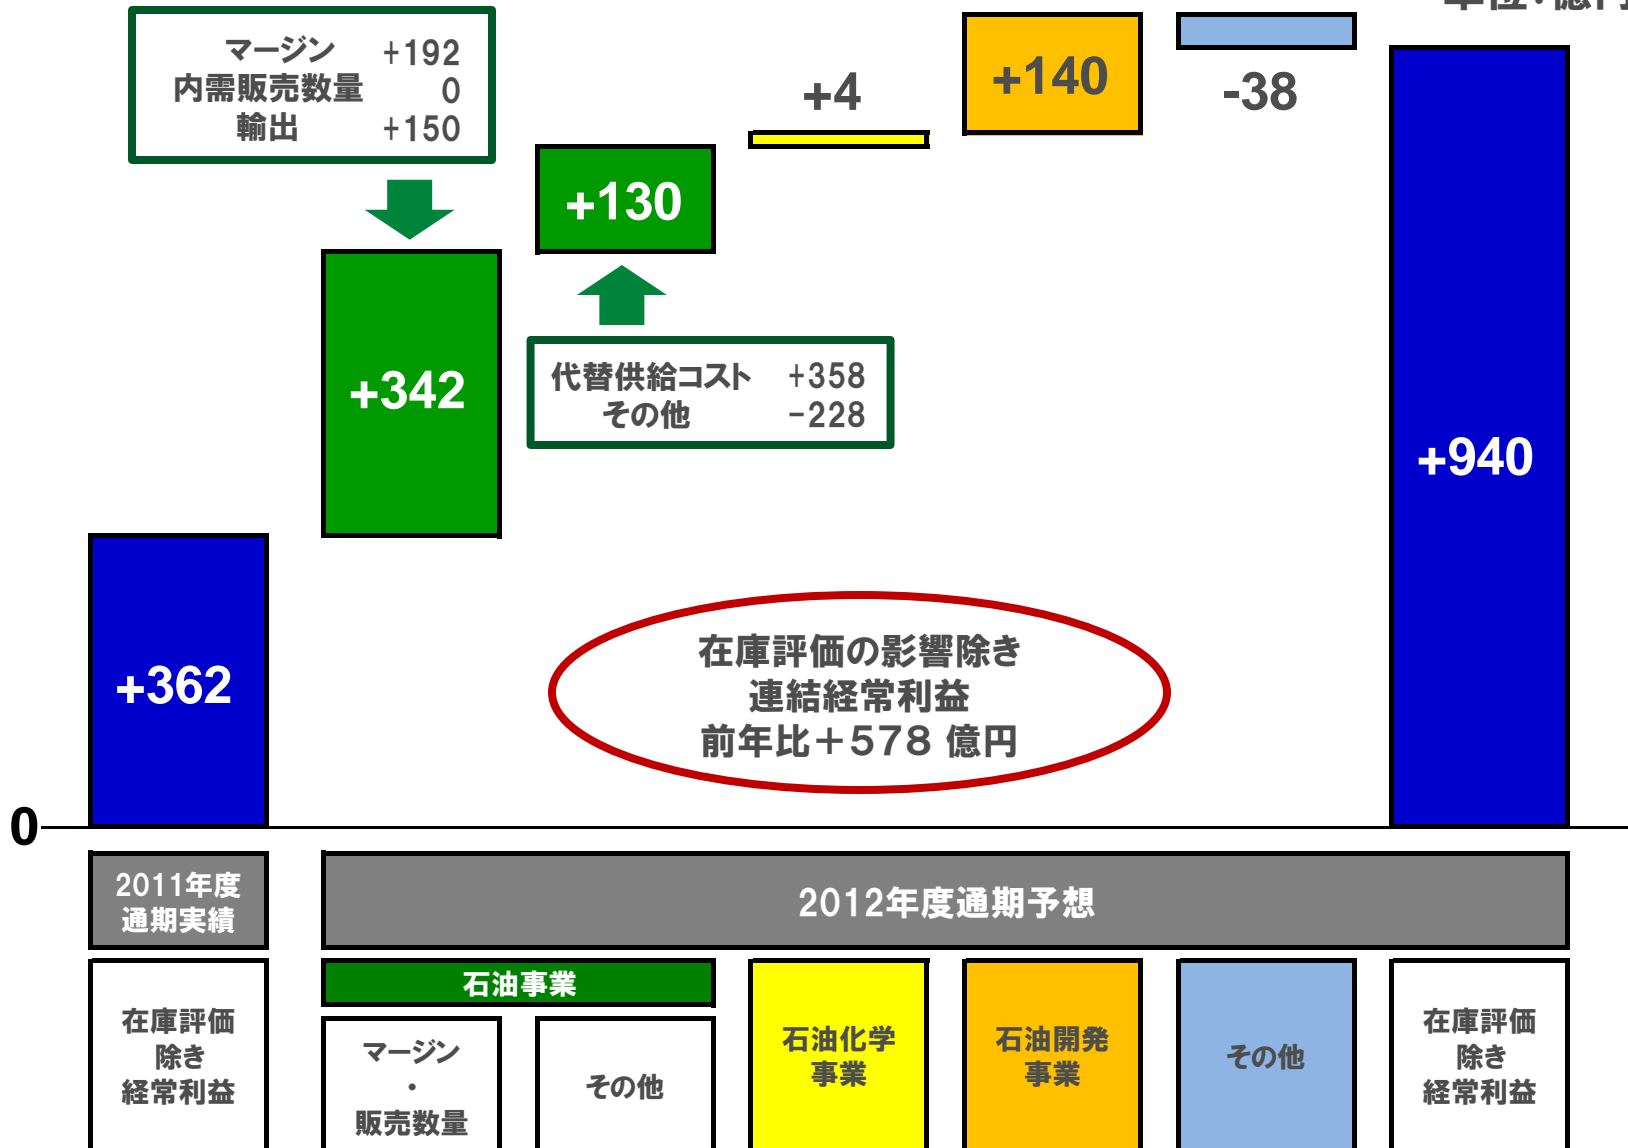 単位：億円
マージン +192
内需販売数量 0
輸出 +150
+342
+130
代替供給コスト +358
その他 -228
+4
+140
-38
+940
+362
在庫評価の影響除き
連結経常利益
前年比＋578 億円
0
2011年度
通期実績
2012年度通期予想
在庫評価
除き
経常利益
石油事業
マージン
・
販売数量
その他
石油化学
事業
石油開発
事業
その他
在庫評価
除き
経常利益